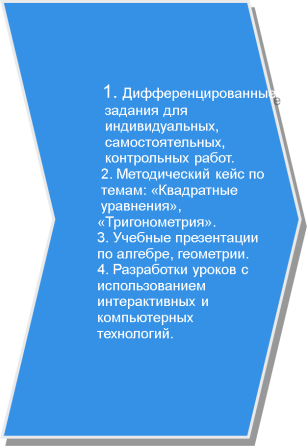 1. Дифференцированные
задания для
индивидуальных,
самостоятельных,
контрольных работ.
2. Методический кейс по
темам: «Квадратные
уравнения»,
«Тригонометрия».
3. Учебные презентации
по алгебре, геометрии.
4. Разработки уроков с
использованием
интерактивных и
компьютерных
технологий.